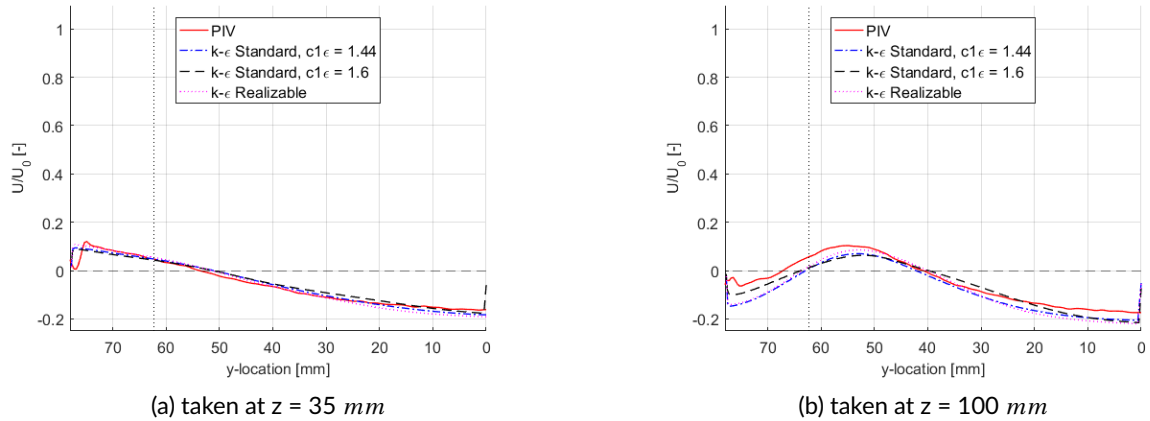 1
0.8
0.6
0.4
0.2
0
-0.2
U/U0 [-]
PIV
k-ϵ Standard, c1ϵ = 1.44
k-ϵ Standard, c1ϵ = 1.6
k-ϵ Realizable
70 60 50 40 30 20 10 0
y-location [mm]
(a) taken at z = 35 mm
1
0.8
0.6
0.4
0.2
0
-0.2
U/U0 [-]
PIV
k-ϵ Standard, c1ϵ = 1.44
k-ϵ Standard, c1ϵ = 1.6
k-ϵ Realizable
70 60 50 40 30 20 10 0
y-location [mm]
(b) taken at z = 100 mm